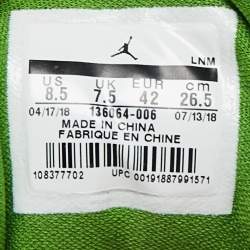 LNM
US UK EUR cm
8.5 7.5 42 26.5
04/17/18 136064-006 07/13/18
MADE IN CHINA
FABRIQUE EN CHINE
108377702 UPC 00191887991571